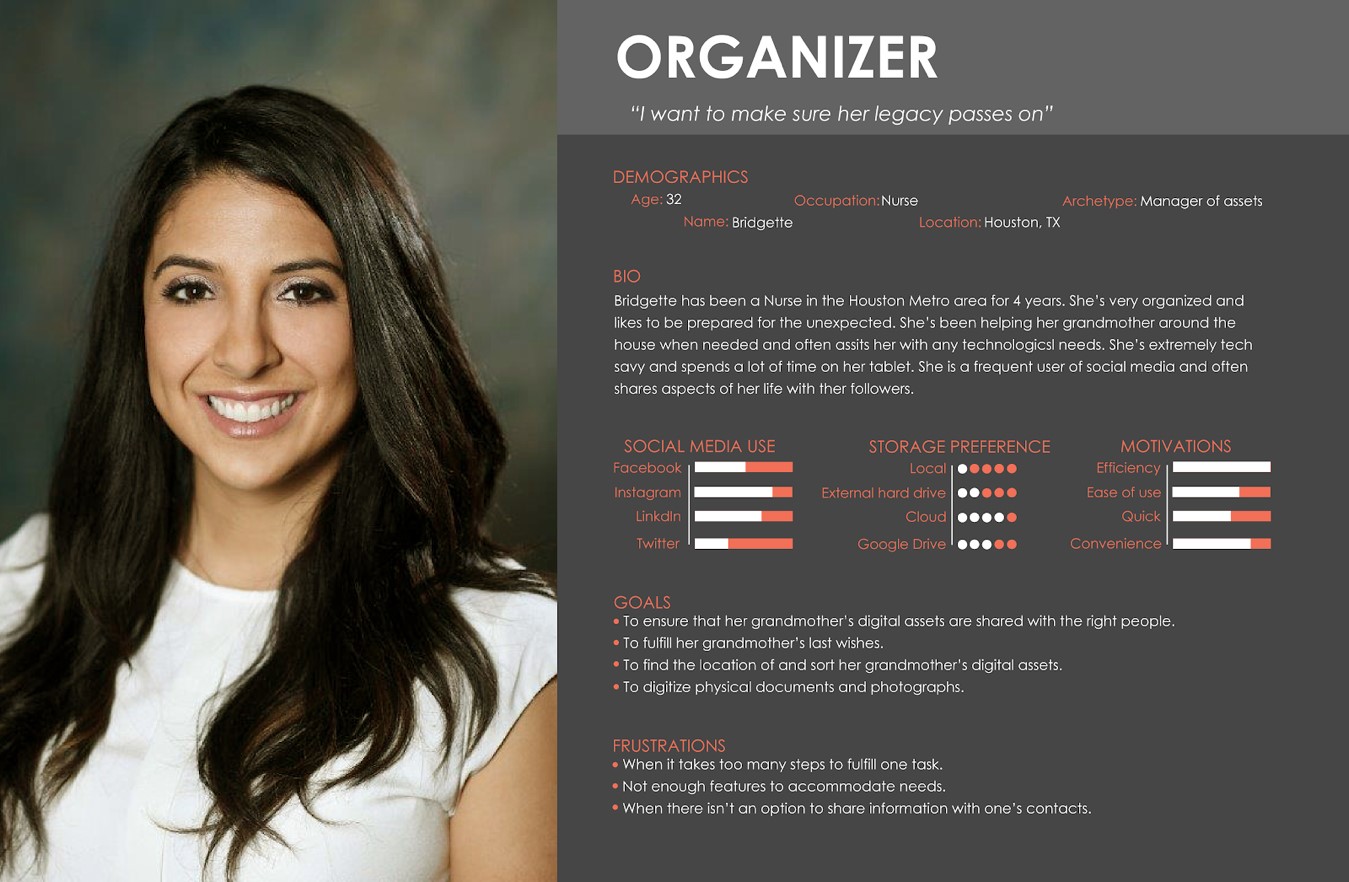 ORGANIZER
“I want to make sure her legacy passes on”
DEMOGRAPHICS
Age: 32 Occupation: Nurse Archetype: Manager of assets
Name: Bridgette Location: Houston, TX
BIO
Bridgette has been a Nurse in the Houston Metro area for 4 years. She’s very organized and
likes to be prepared for the unexpected. She’s been helping her grandmother around the
house when needed and often assits her with any technologicsl needs. She’s extremely tech
savy and spends a lot of time on her tablet. She is a frequent user of social media and often
shares aspects of her life with ther followers.
SOCIAL MEDIA USE
Facebook
Instagram
LinkdIn
Twitter
STORAGE PREFERENCE
Local
External hard drive
Cloud
Google Drive
MOTIVATIONS
Efficiency
Ease of use
Quick
Convenience
GOALS
• To ensure that her grandmother’s digital assets are shared with the right people.
• To fulfill her grandmother’s last wishes.
• To find the location of and sort her grandmother’s digital assets.
• To digitize physical documents and photographs.
FRUSTRATIONS
• When it takes too many steps to fulfill one task.
• Not enough features to accommodate needs.
• When there isn’t an option to share information with one’s contacts.